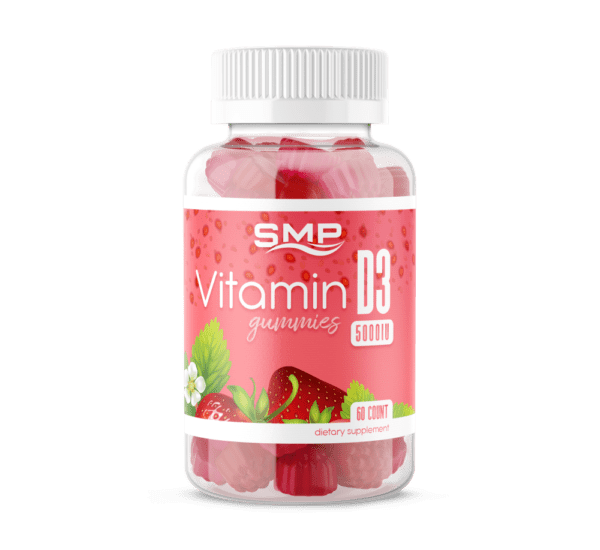 SMP
Vitamin D3
gummies 5000IU
60 COUNT
dietary supplement